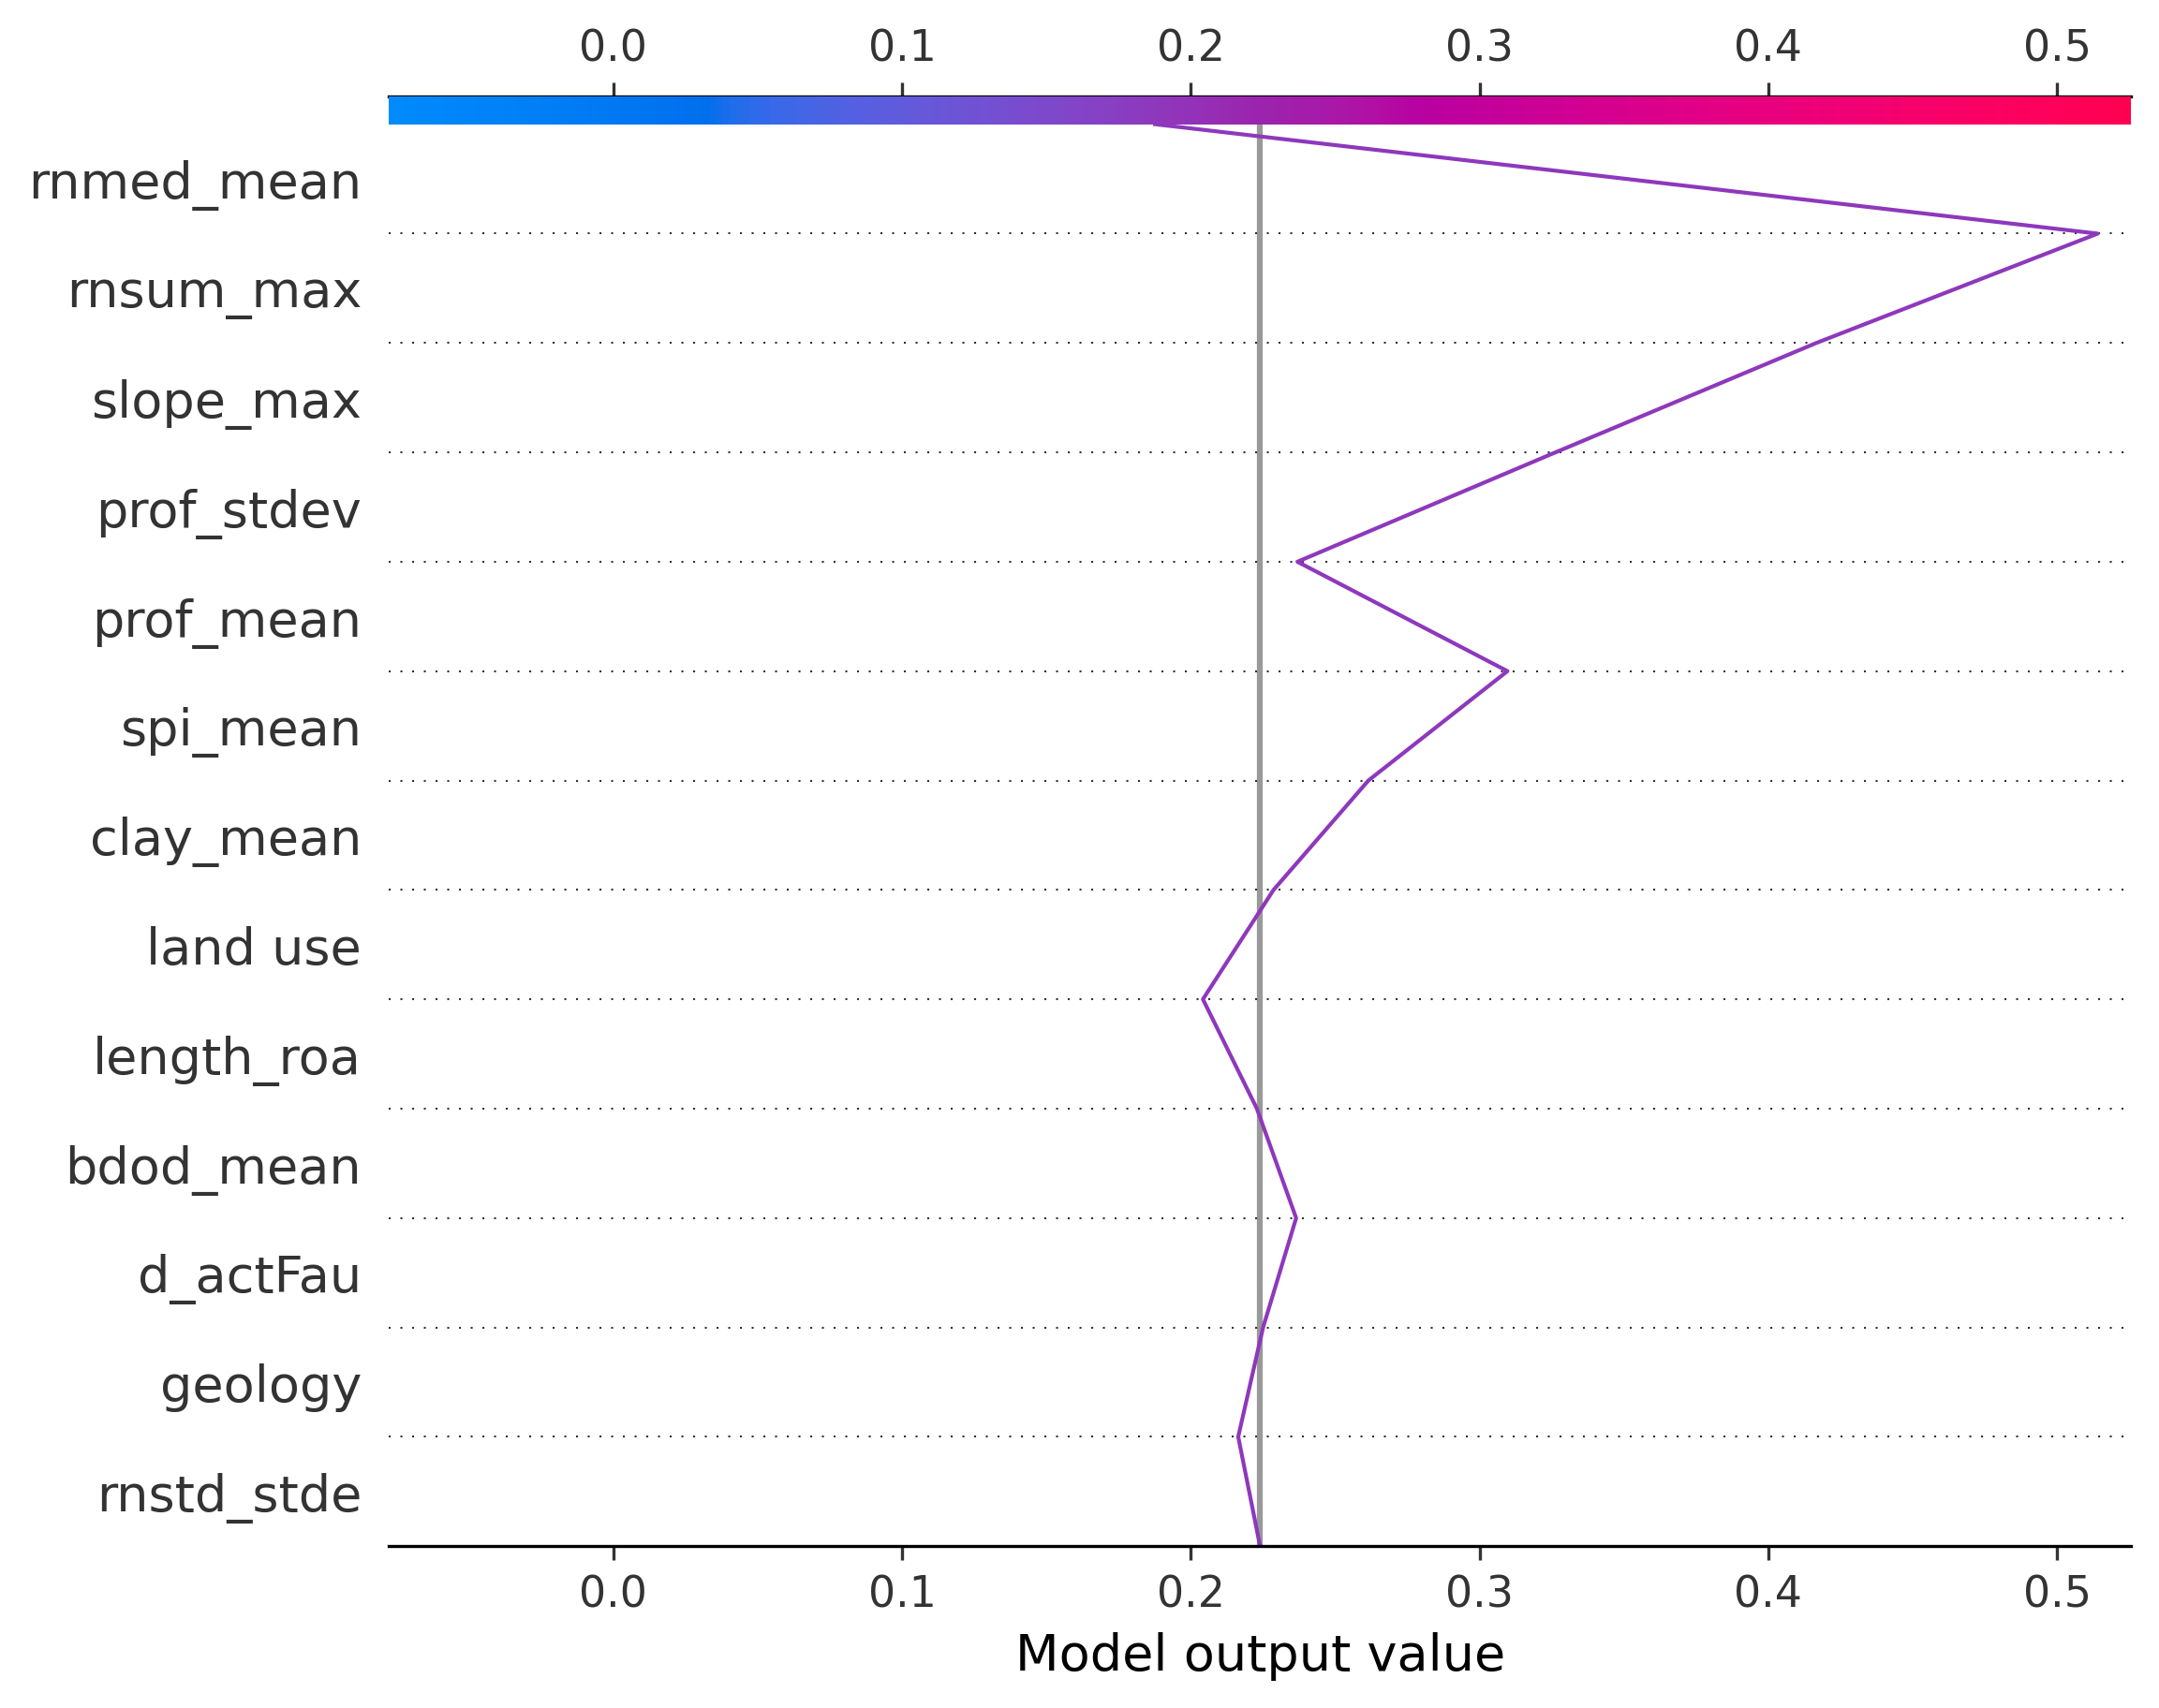 0.0 0.1 0.2 0.3 0.4 0.5
rnmed_mean
rnsum_max
slope_max
prof_stdev
prof_mean
spi_mean
clay_mean
land use
length_roa
bdod_mean
d_actFau
geology
rnstd_stde
0.0 0.1 0.2 0.3 0.4 0.5
Model output value